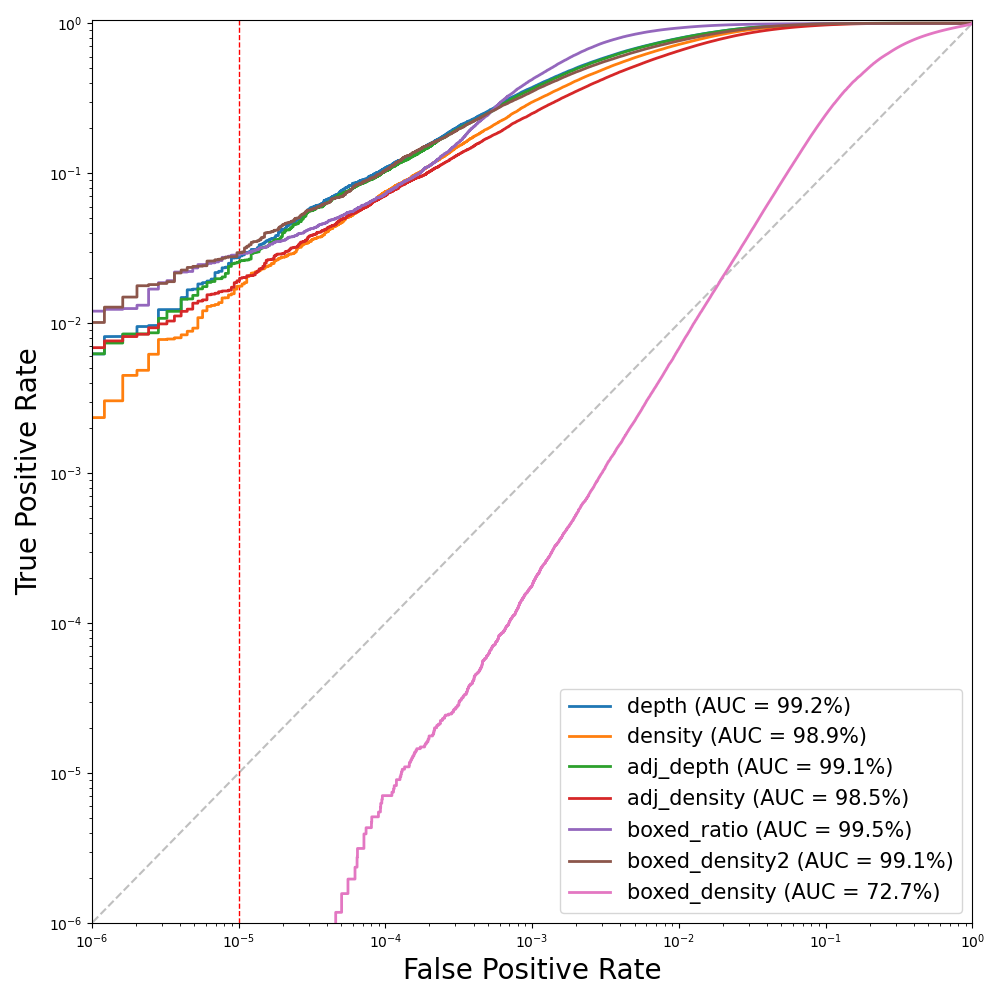 10⁰
10⁻¹
10⁻²
10⁻³
10⁻⁴
10⁻⁵
10⁻⁶
True Positive Rate
depth (AUC = 99.2%)
density (AUC = 98.9%)
adj_depth (AUC = 99.1%)
adj_density (AUC = 98.5%)
boxed_ratio (AUC = 99.5%)
boxed_density2 (AUC = 99.1%)
boxed_density (AUC = 72.7%)
10⁻⁶ 10⁻⁵ 10⁻⁴ 10⁻³ 10⁻² 10⁻¹ 10⁰
False Positive Rate